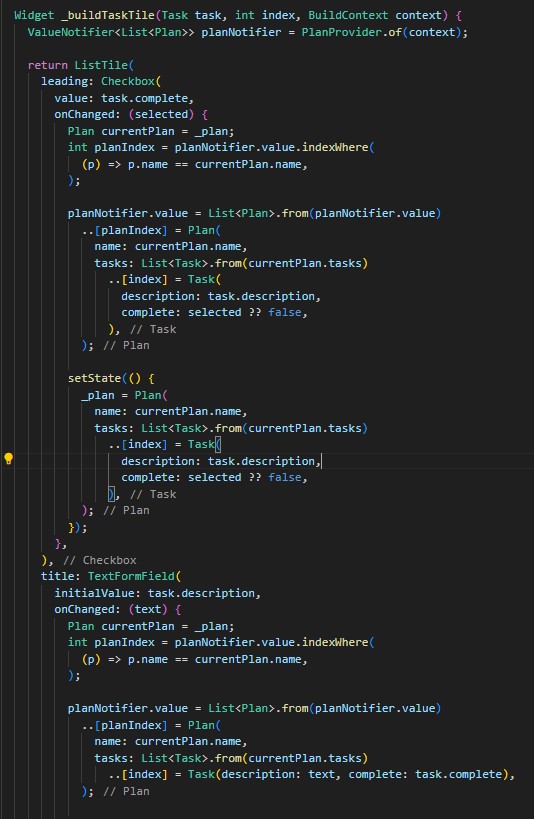 Widget _buildTaskTile(Task task, int index, BuildContext context) {
ValueNotifier<List<Plan>> planNotifier = PlanProvider.of(context);
return ListTile(
leading: Checkbox(
value: task.complete,
onChanged: (selected) {
Plan currentPlan = _plan;
int planIndex = planNotifier.value.indexWhere(
(p) => p.name == currentPlan.name,
);
planNotifier.value = List<Plan>.from(planNotifier.value)
..[planIndex] = Plan(
name: currentPlan.name,
tasks: List<Task>.from(currentPlan.tasks)
..[index] = Task(
description: task.description,
complete: selected ?? false,
), // Task
); // Plan
setState(() {
_plan = Plan(
name: currentPlan.name,
tasks: List<Task>.from(currentPlan.tasks)
..[index] = Task(
description: task.description,
complete: selected ?? false,
), // Task
); // Plan
});
},
), // Checkbox
title: TextFormField(
initialValue: task.description,
onChanged: (text) {
Plan currentPlan = _plan;
int planIndex = planNotifier.value.indexWhere(
(p) => p.name == currentPlan.name,
);
planNotifier.value = List<Plan>.from(planNotifier.value)
..[planIndex] = Plan(
name: currentPlan.name,
tasks: List<Task>.from(currentPlan.tasks)
..[index] = Task(description: text, complete: task.complete),
); // Plan